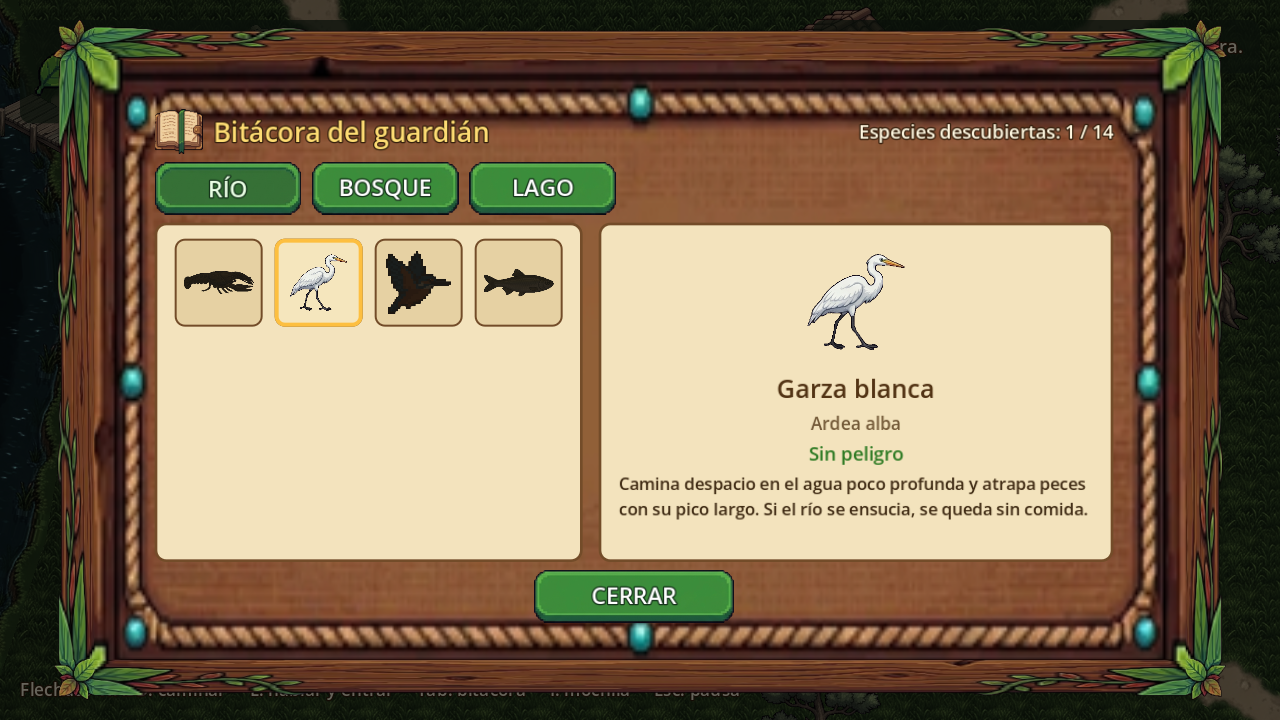 ra.
Bitácora del guardián
Especies descubiertas: 1 / 14
RÍO
BOSQUE
LAGO
Garza blanca
Ardea alba
Sin peligro
Camina despacio en el agua poco profunda y atrapa peces
con su pico largo. Si el río se ensucia, se queda sin comida.
CERRAR